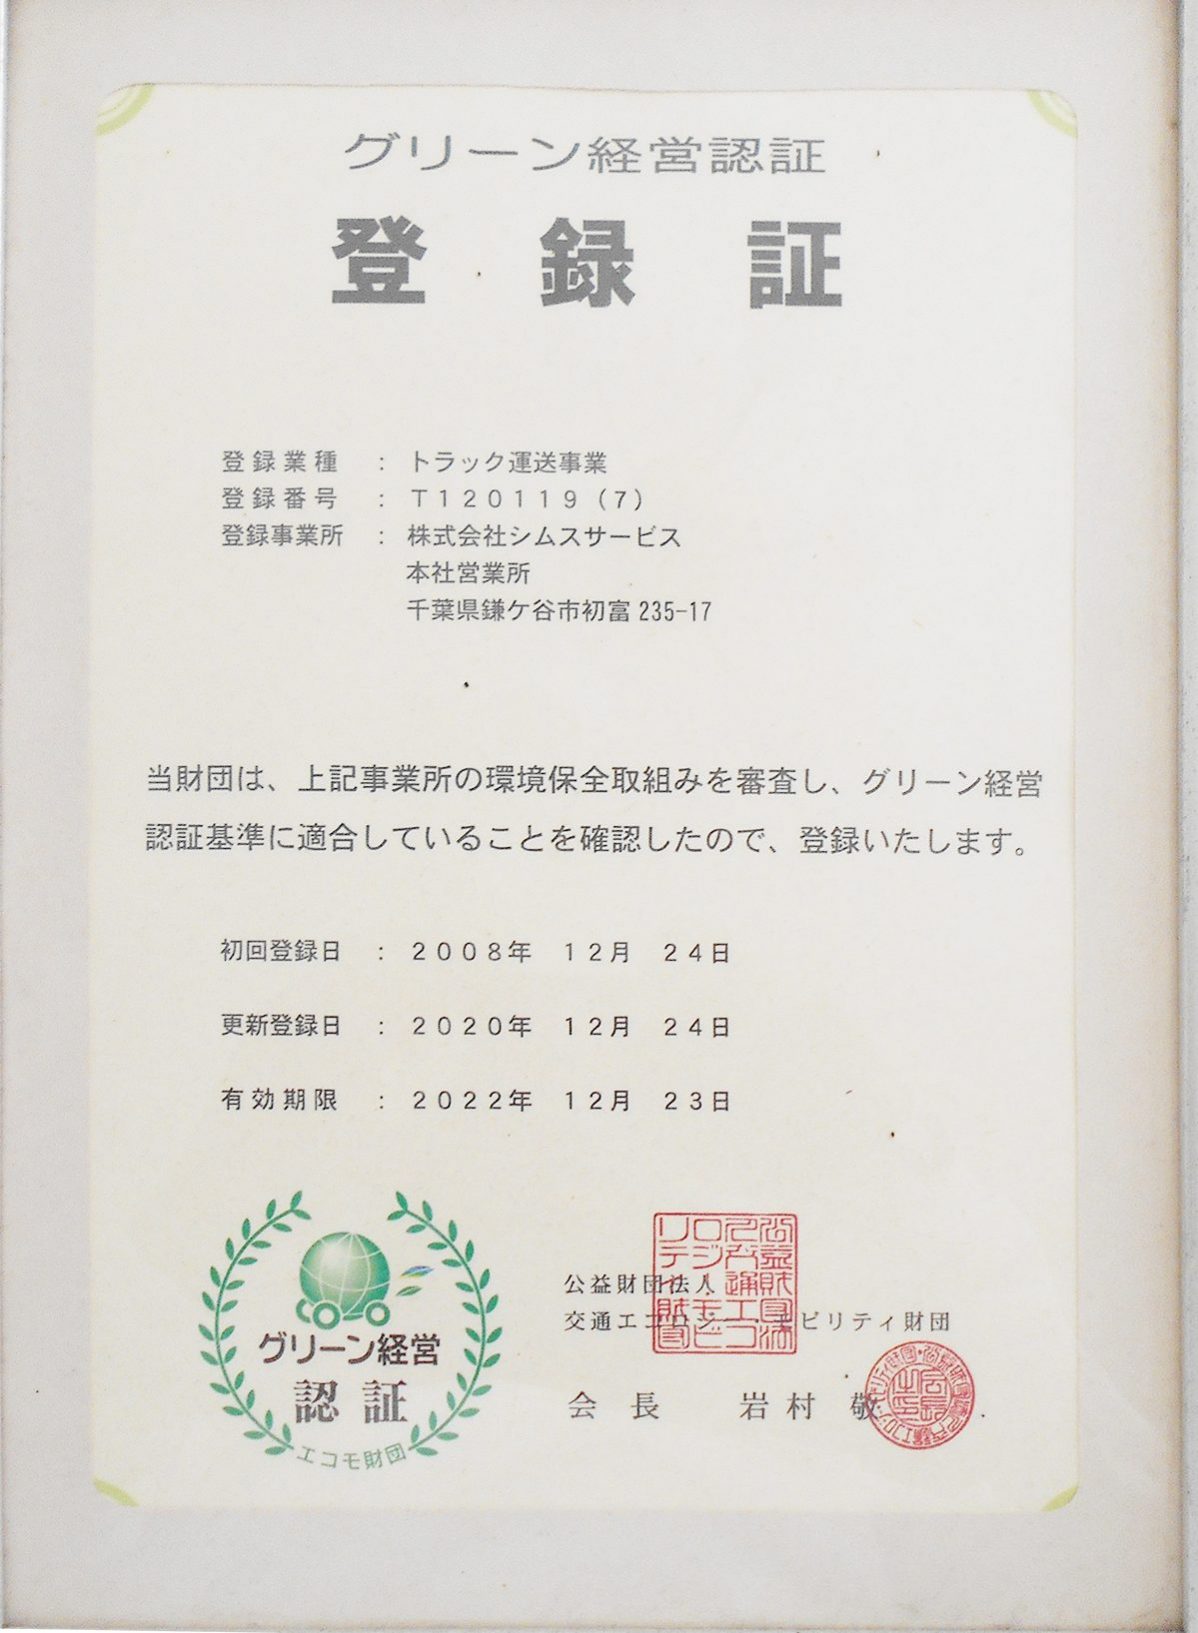 グリーン経営認証
登録証
登録業種 : トラック運送事業
登録番号 : T120119(7)
登録事業所 : 株式会社シムスサービス
本社営業所
千葉県鎌ケ谷市初富235-17
当財団は、上記事業所の環境保全取組みを審査し、グリーン経営
認証基準に適合していることを確認したので、登録いたします。
初回登録日 : 2008年 12月 24日
更新登録日 : 2020年 12月 24日
有効期限 : 2022年 12月 23日
グリーン経営
認証
エコモ財団
公益財団法人
交通エコロジー・モビリティ財団
会長 岩村 敬